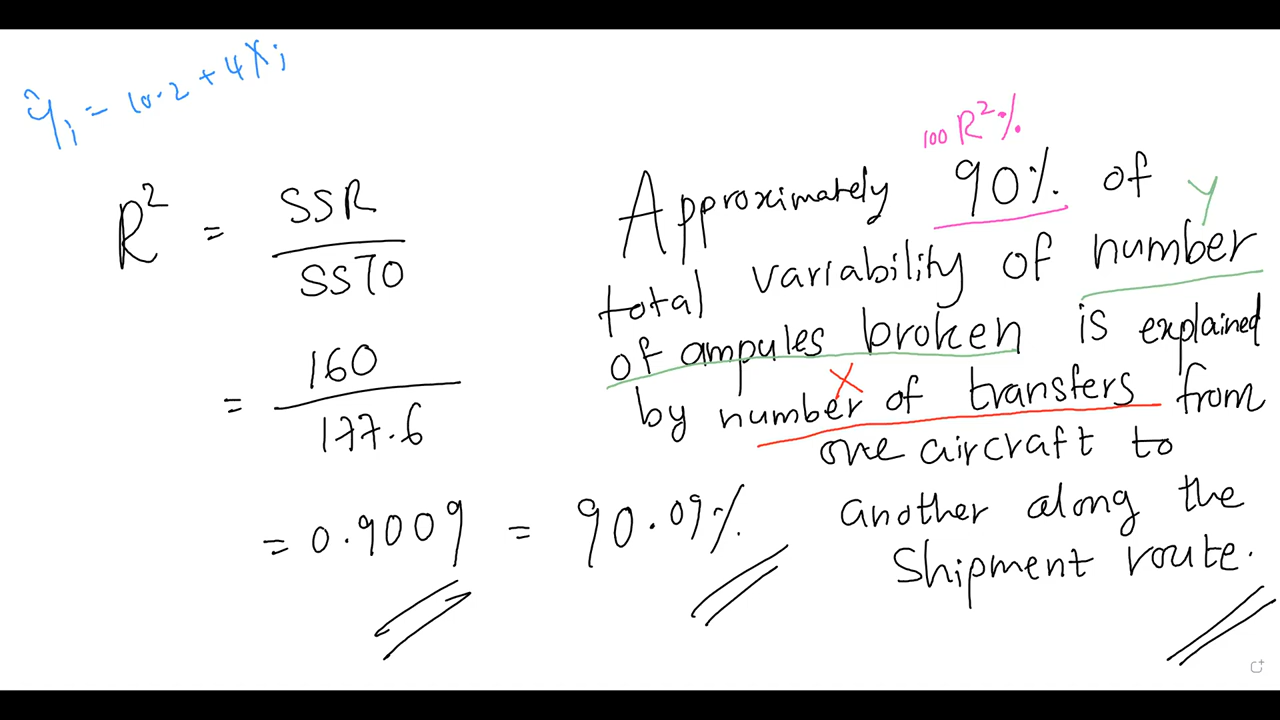 ŷi = 10.2 + 4Xi
R² = SSR / SSTO
= 160 / 177.6
= 0.9009 = 90.09%
100 R² %
Approximately 90% of
Y
total variability of number
of ampules broken is explained
X
by number of transfers from
one aircraft to
another along the
Shipment route.